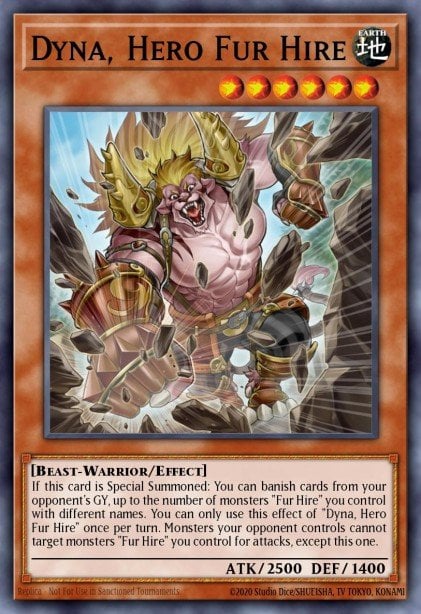 Dyna, Hero Fur Hire
EARTH
地
[Beast-Warrior/Effect]
If this card is Special Summoned: You can banish cards from your
opponent's GY, up to the number of monsters "Fur Hire" you control
with different names. You can only use this effect of "Dyna, Hero
Fur Hire" once per turn. Monsters your opponent controls cannot
target monsters "Fur Hire" you control for attacks, except this one.
ATK/2500 DEF/1400
Replica - Not For Use in Sanctioned Tournaments
©2020 Studio Dice/SHUEISHA, TV TOKYO, KONAMI